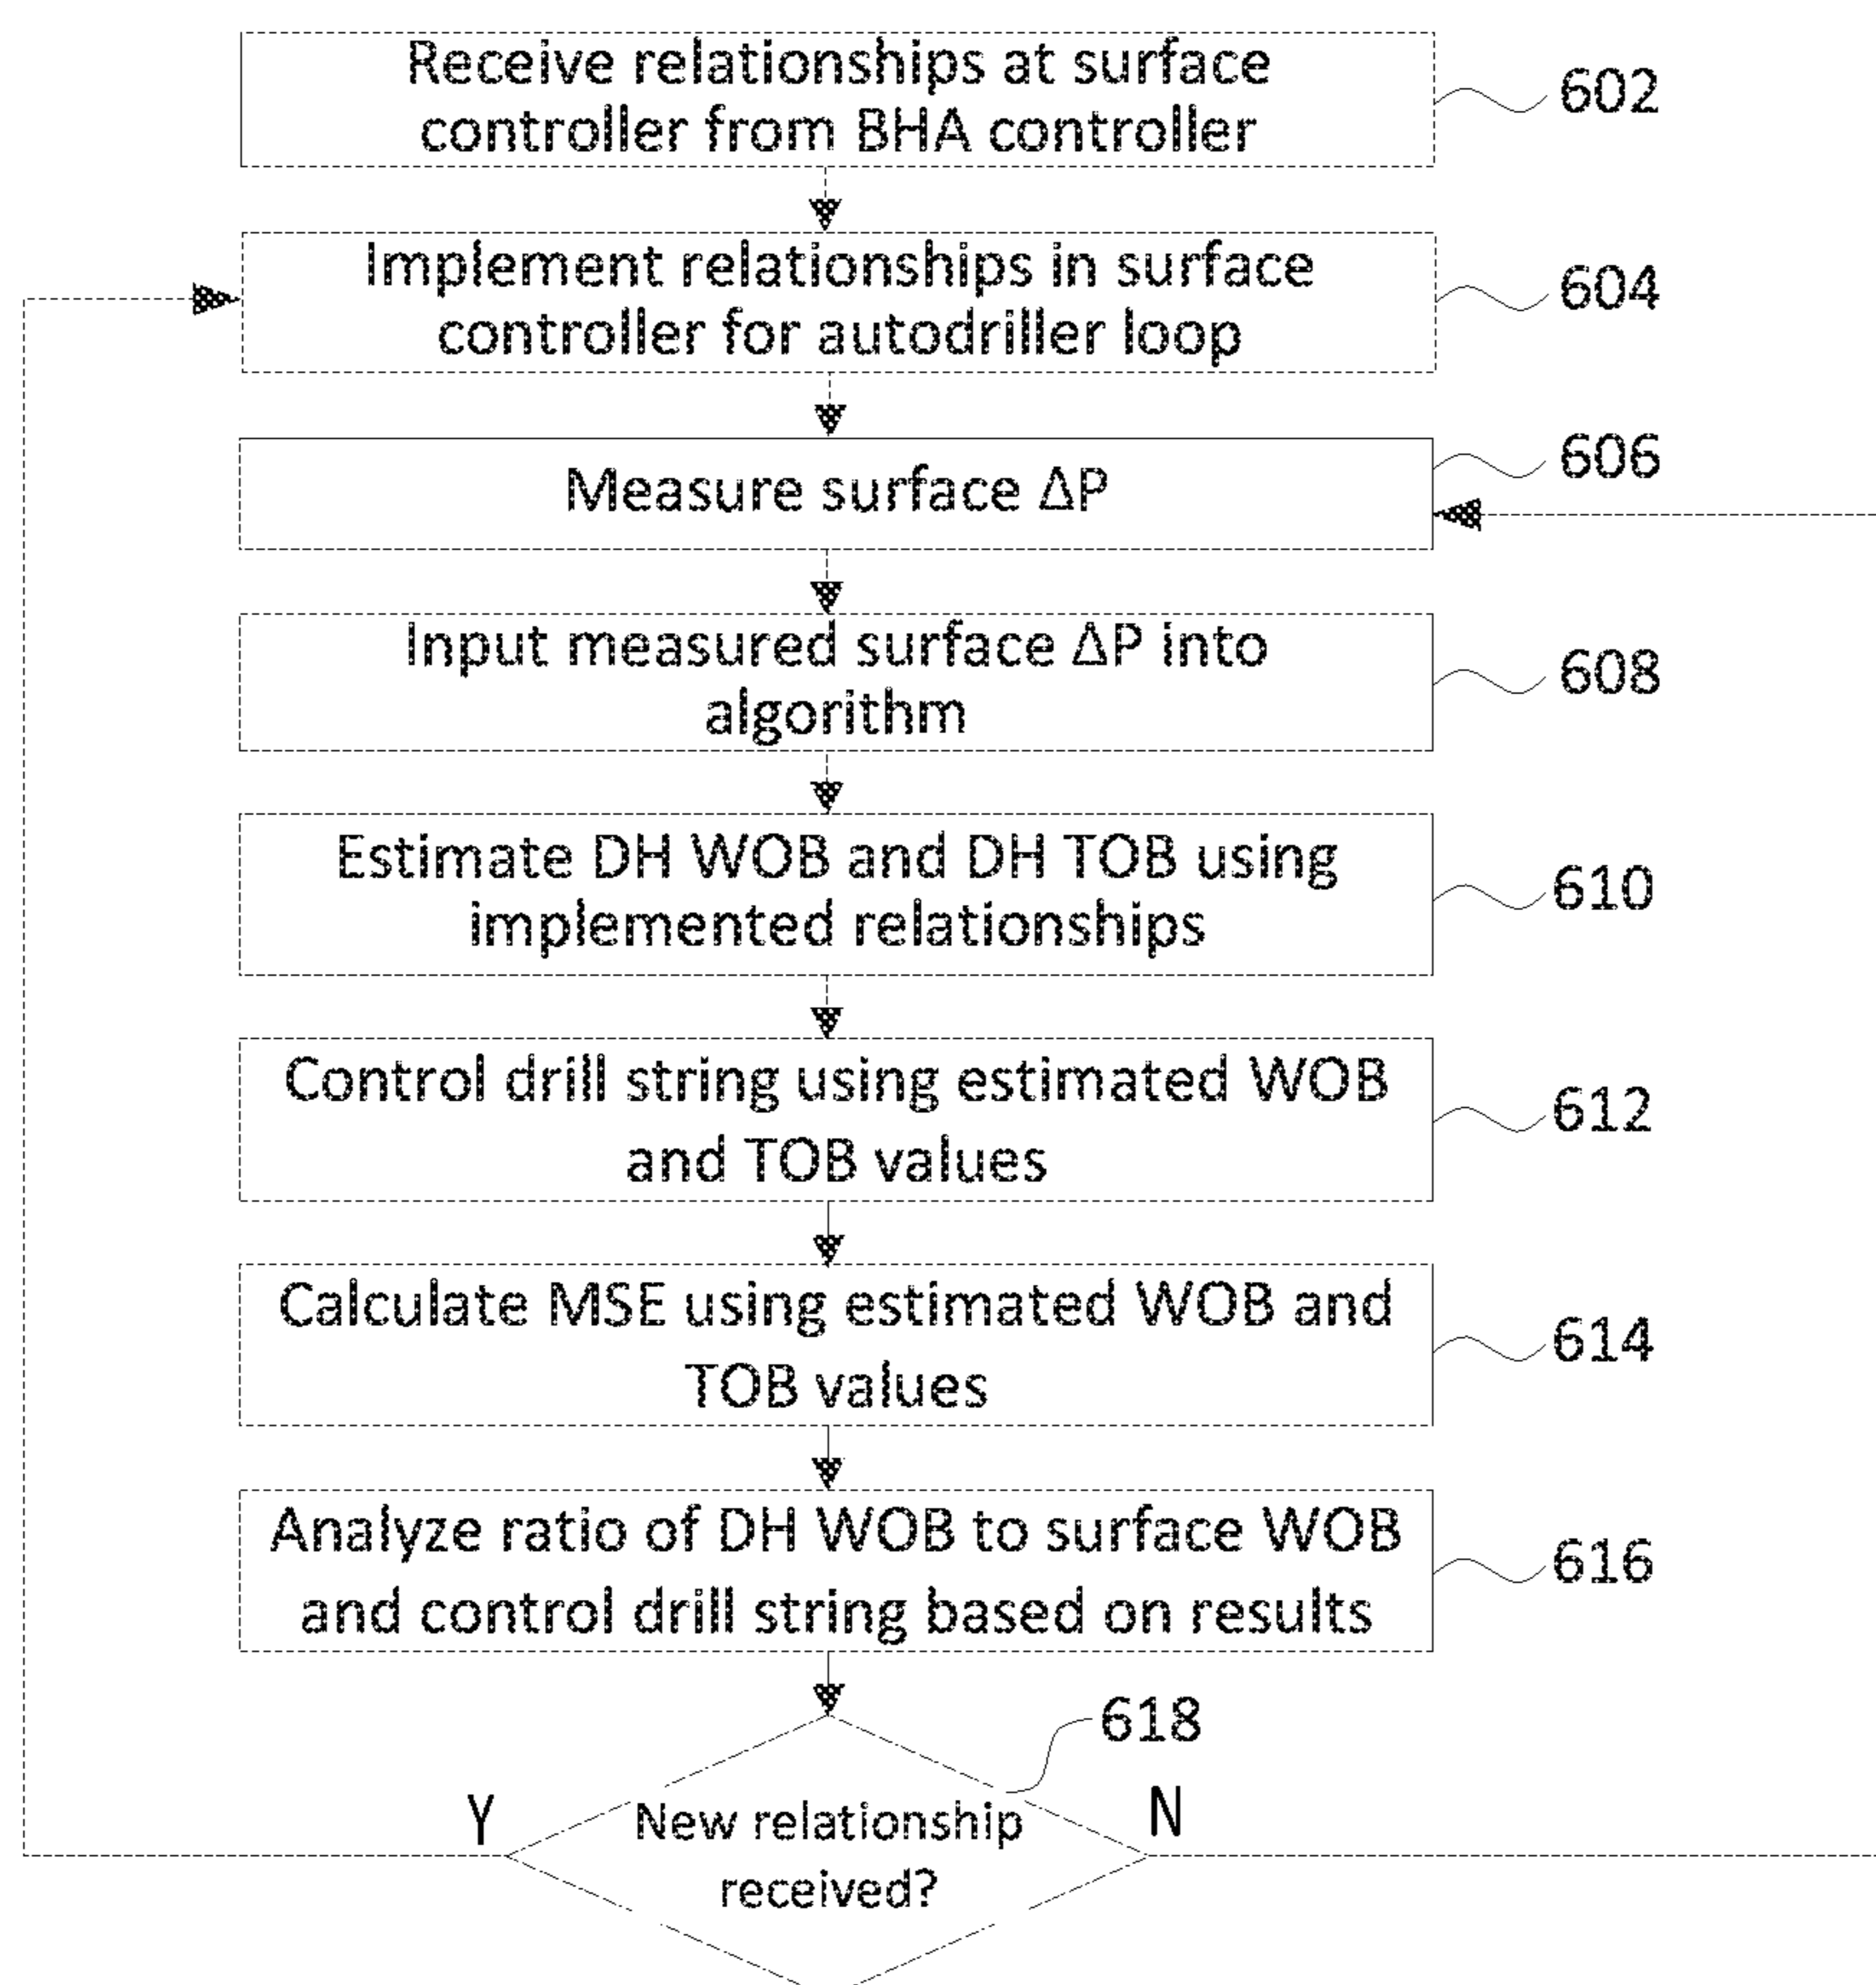 Receive relationships at surface
controller from BHA controller
602
Implement relationships in surface
controller for autodriller loop
604
Measure surface ΔP
606
Input measured surface ΔP into
algorithm
608
Estimate DH WOB and DH TOB using
implemented relationships
610
Control drill string using estimated WOB
and TOB values
612
Calculate MSE using estimated WOB and
TOB values
614
Analyze ratio of DH WOB to surface WOB
and control drill string based on results
616
618
Y
New relationship
received?
N